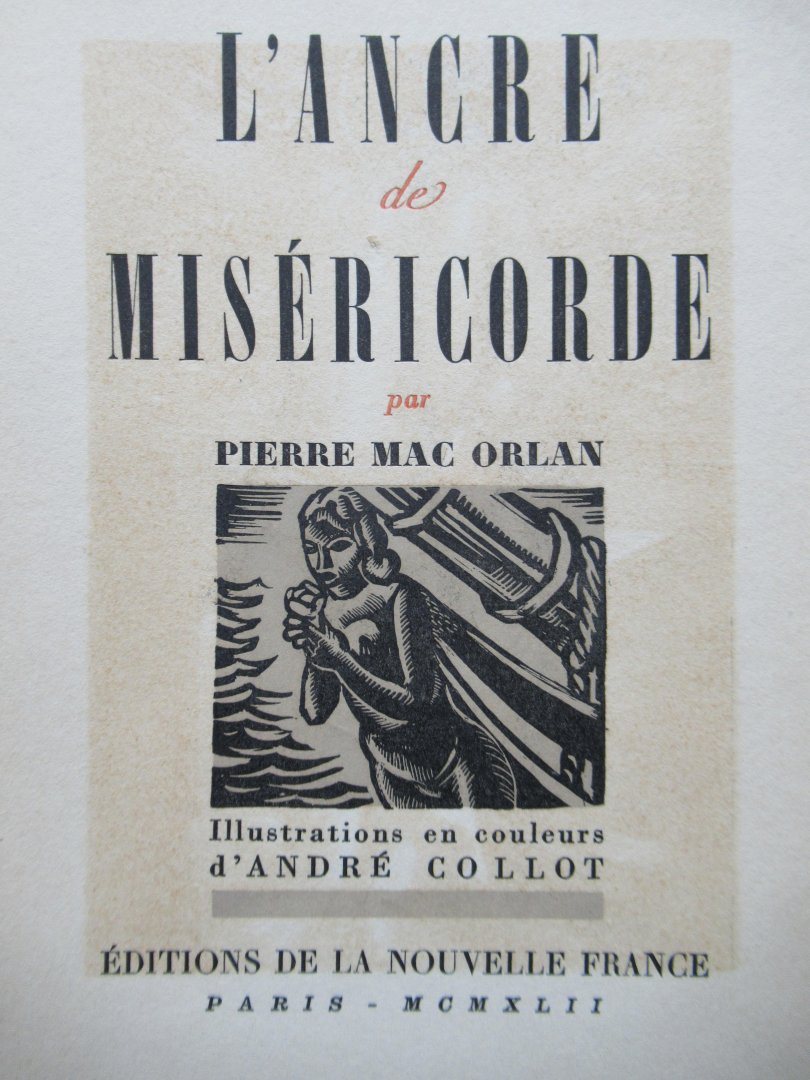 L'ANCRE
de
MISÉRICORDE
par
PIERRE MAC ORLAN
Illustrations en couleurs
d'ANDRÉ COLLOT
ÉDITIONS DE LA NOUVELLE FRANCE
PARIS - MCMXLII